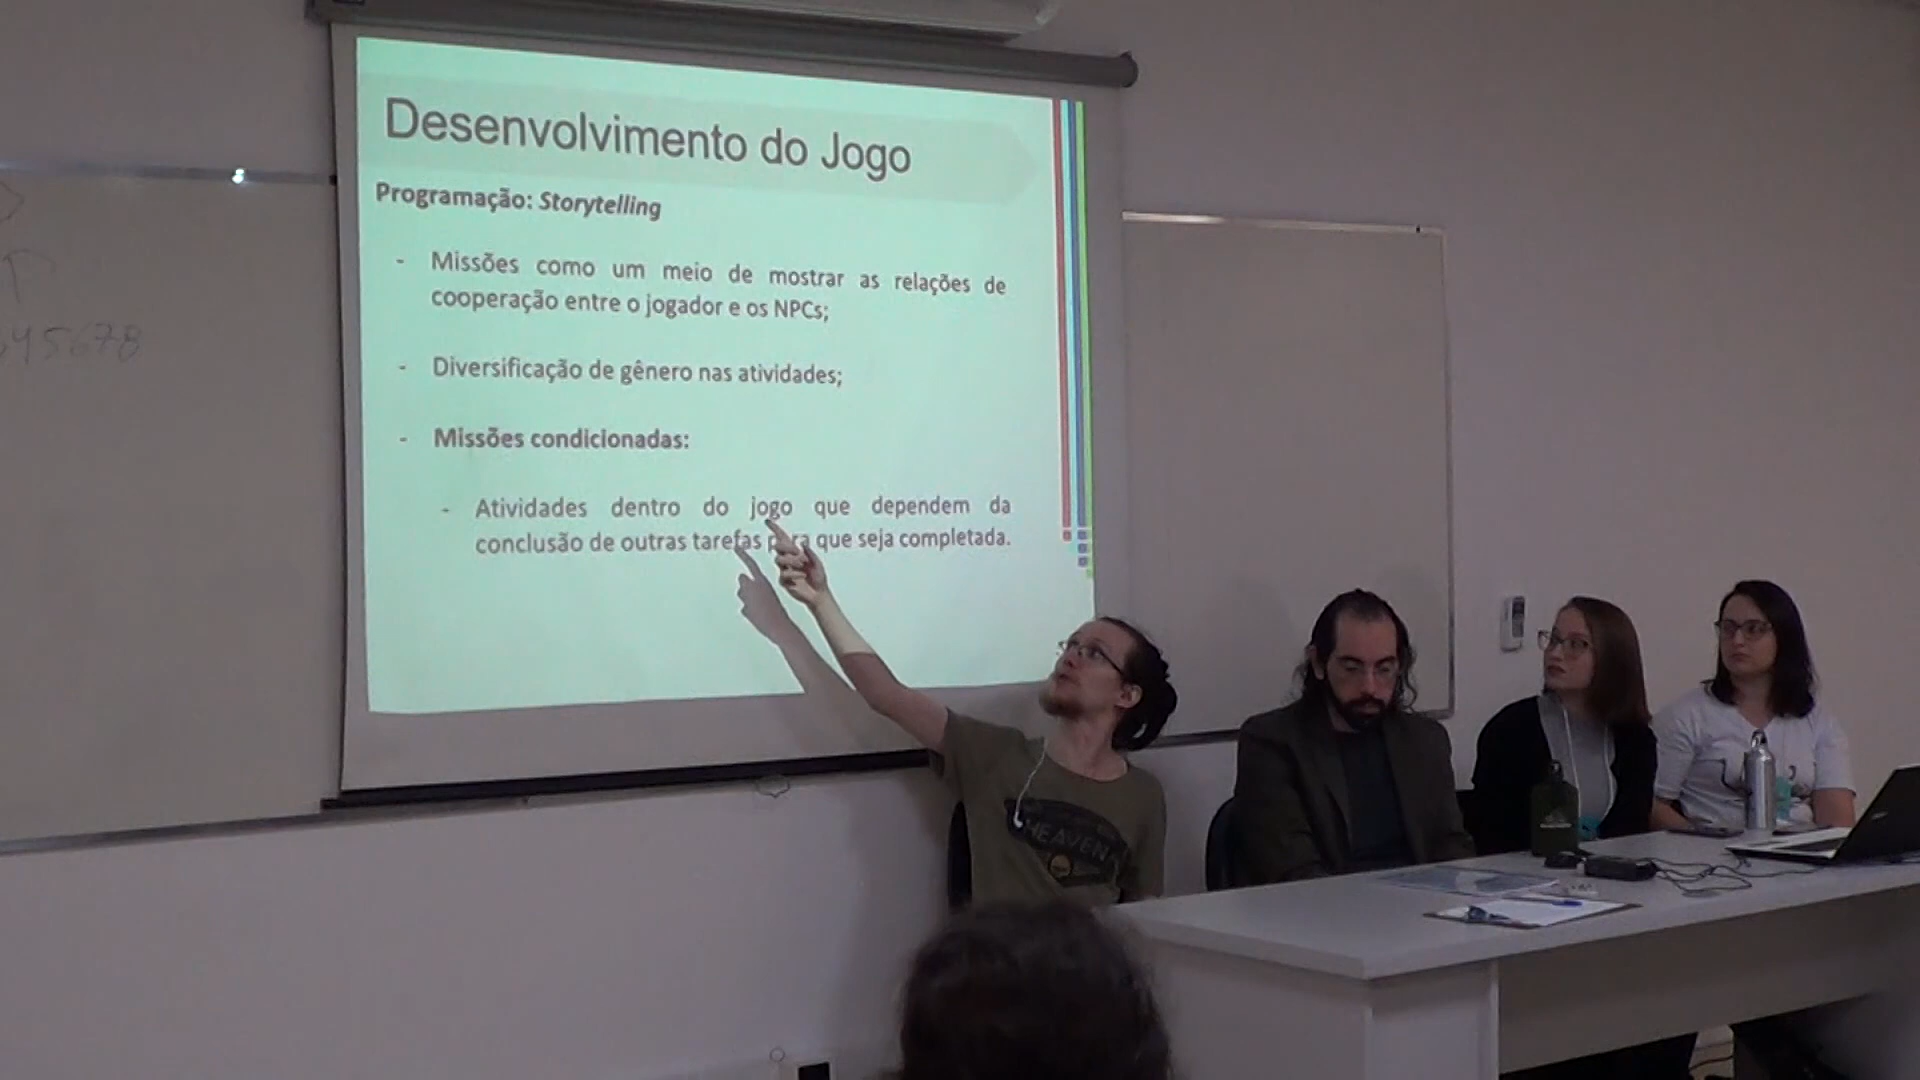 Desenvolvimento do Jogo
Programação: Storytelling
- Missões como um meio de mostrar as relações de
cooperação entre o jogador e os NPCs;
- Diversificação de gênero nas atividades;
- Missões condicionadas:
- Atividades dentro do jogo que dependem da
conclusão de outras tarefas para que seja completada.
45678
HEAVEN